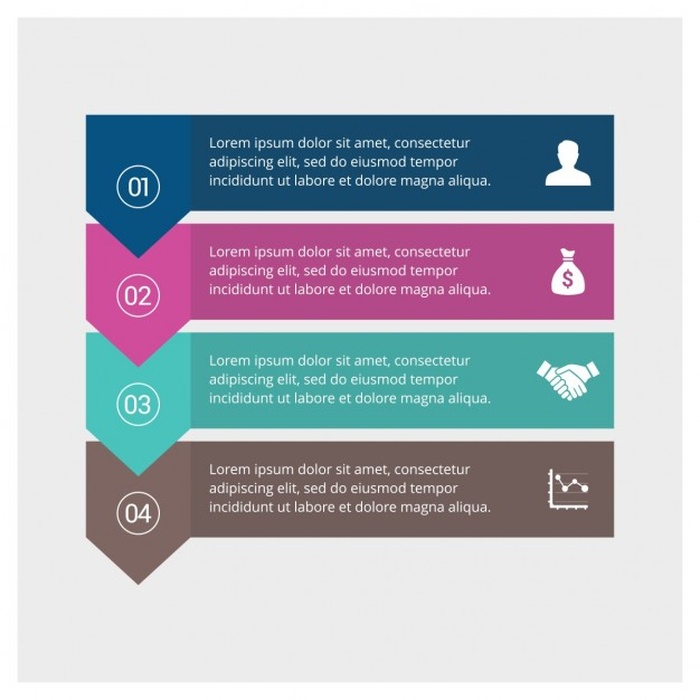 01
Lorem ipsum dolor sit amet, consectetur
adipiscing elit, sed do eiusmod tempor
incididunt ut labore et dolore magna aliqua.
02
Lorem ipsum dolor sit amet, consectetur
adipiscing elit, sed do eiusmod tempor
incididunt ut labore et dolore magna aliqua.
$
03
Lorem ipsum dolor sit amet, consectetur
adipiscing elit, sed do eiusmod tempor
incididunt ut labore et dolore magna aliqua.
04
Lorem ipsum dolor sit amet, consectetur
adipiscing elit, sed do eiusmod tempor
incididunt ut labore et dolore magna aliqua.